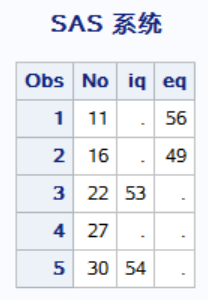 SAS 系统
Obs No iq eq
1 11 . 56
2 16 . 49
3 22 53 .
4 27 . .
5 30 54 .